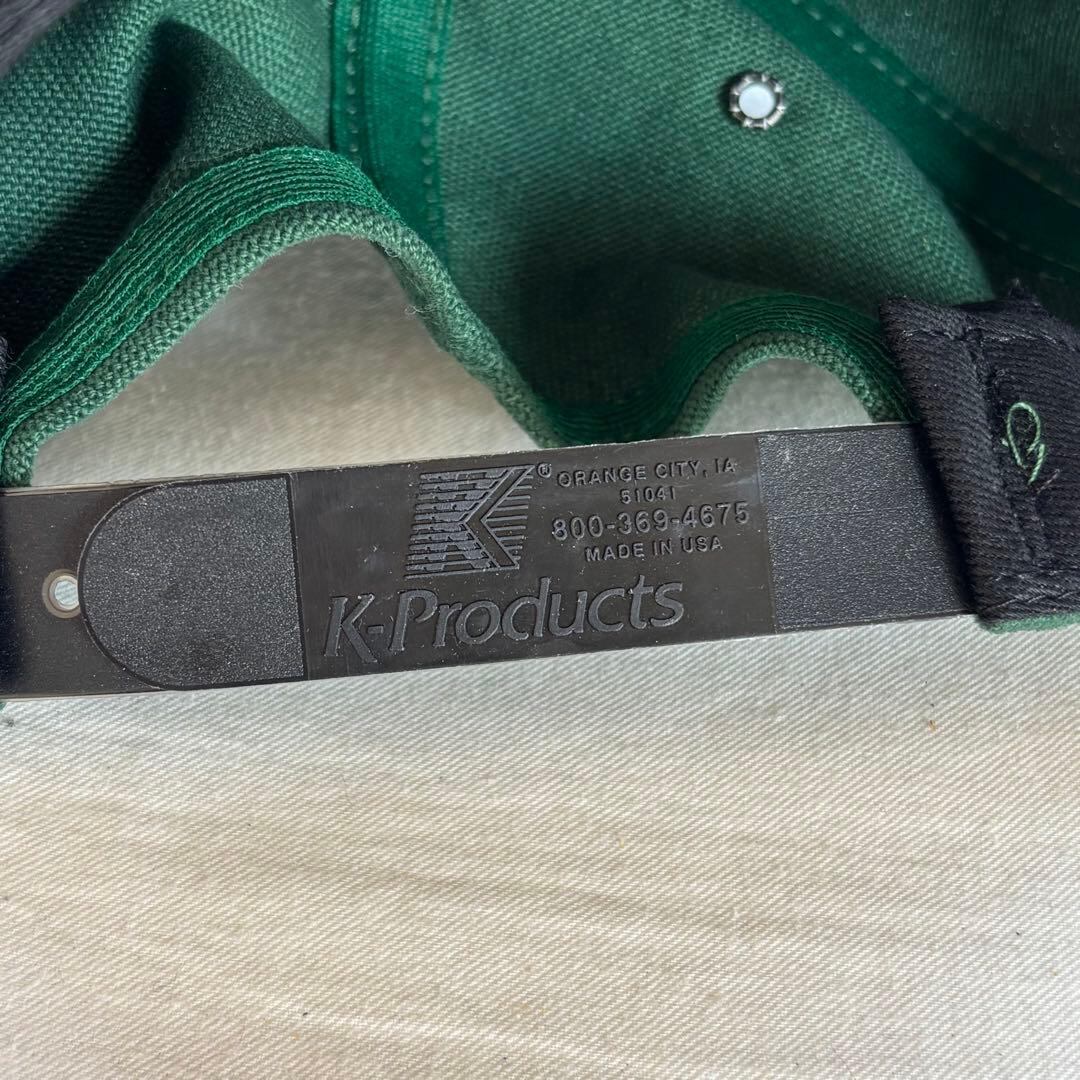 K® ORANGE CITY, IA
51041
800-369-4675
MADE IN USA
K-Products